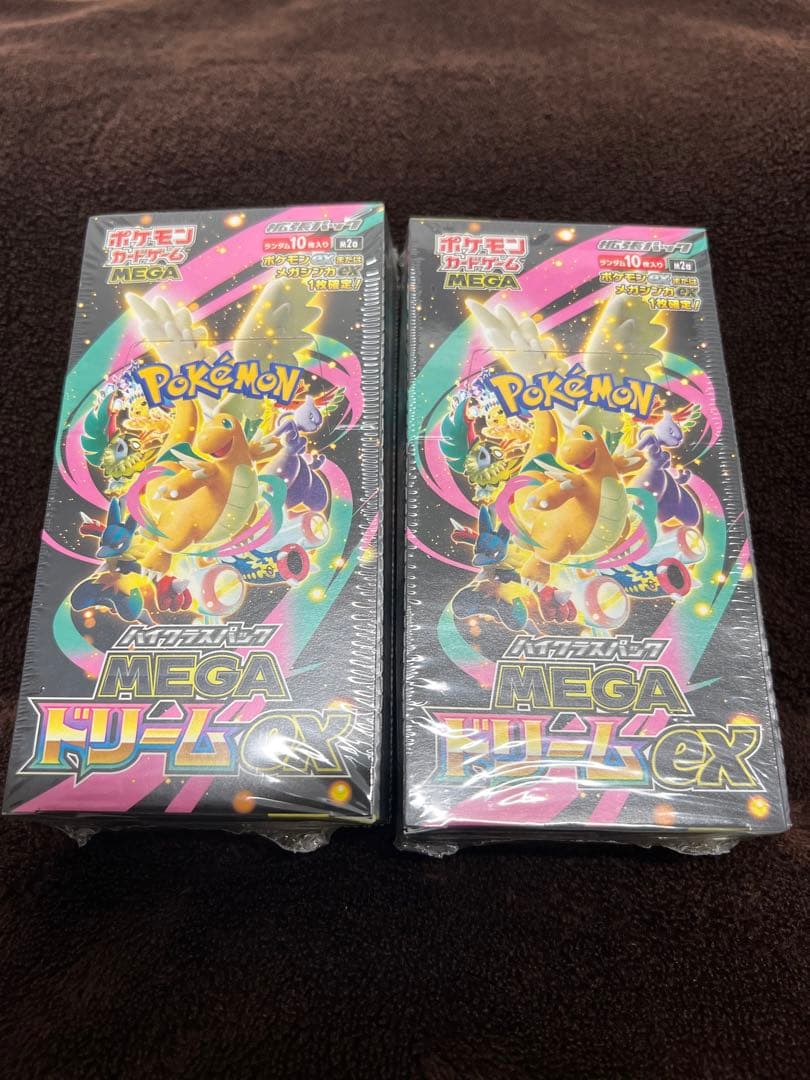 ポケモン
カードゲーム
MEGA
拡張パック
ランダム10枚入り M2a
ポケモンexまたは
メガシンカex
1枚確定!
POKéMON
ハイクラスパック
MEGA
ドリームex
ポケモン
カードゲーム
MEGA
拡張パック
ランダム10枚入り M2a
ポケモンexまたは
メガシンカex
1枚確定!
POKéMON
ハイクラスパック
MEGA
ドリームex